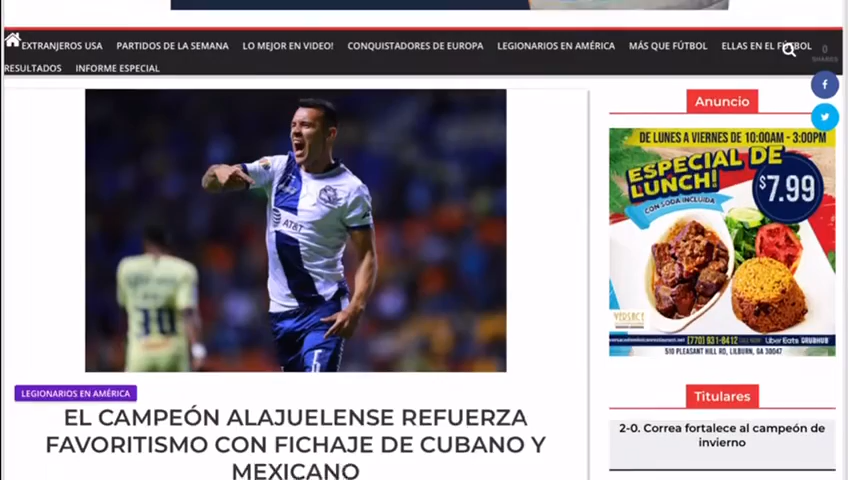 EXTRANJEROS USA PARTIDOS DE LA SEMANA LO MEJOR EN VIDEO! CONQUISTADORES DE EUROPA LEGIONARIOS EN AMÉRICA MÁS QUE FÚTBOL ELLAS EN EL FÚTBOL
RESULTADOS INFORME ESPECIAL
0
SHARES
AT&T
30
LEGIONARIOS EN AMÉRICA
EL CAMPEÓN ALAJUELENSE REFUERZA
FAVORITISMO CON FICHAJE DE CUBANO Y
MEXICANO
Anuncio
DE LUNES A VIERNES DE 10:00AM - 3:00PM
ESPECIAL DE
LUNCH!
CON SODA INCLUIDA
$7.99
VERSACE
(770) 931-8412
Uber Eats GRUBHUB
510 PLEASANT HILL RD, LILBURN, GA 30047
Titulares
2-0. Correa fortalece al campeón de
invierno